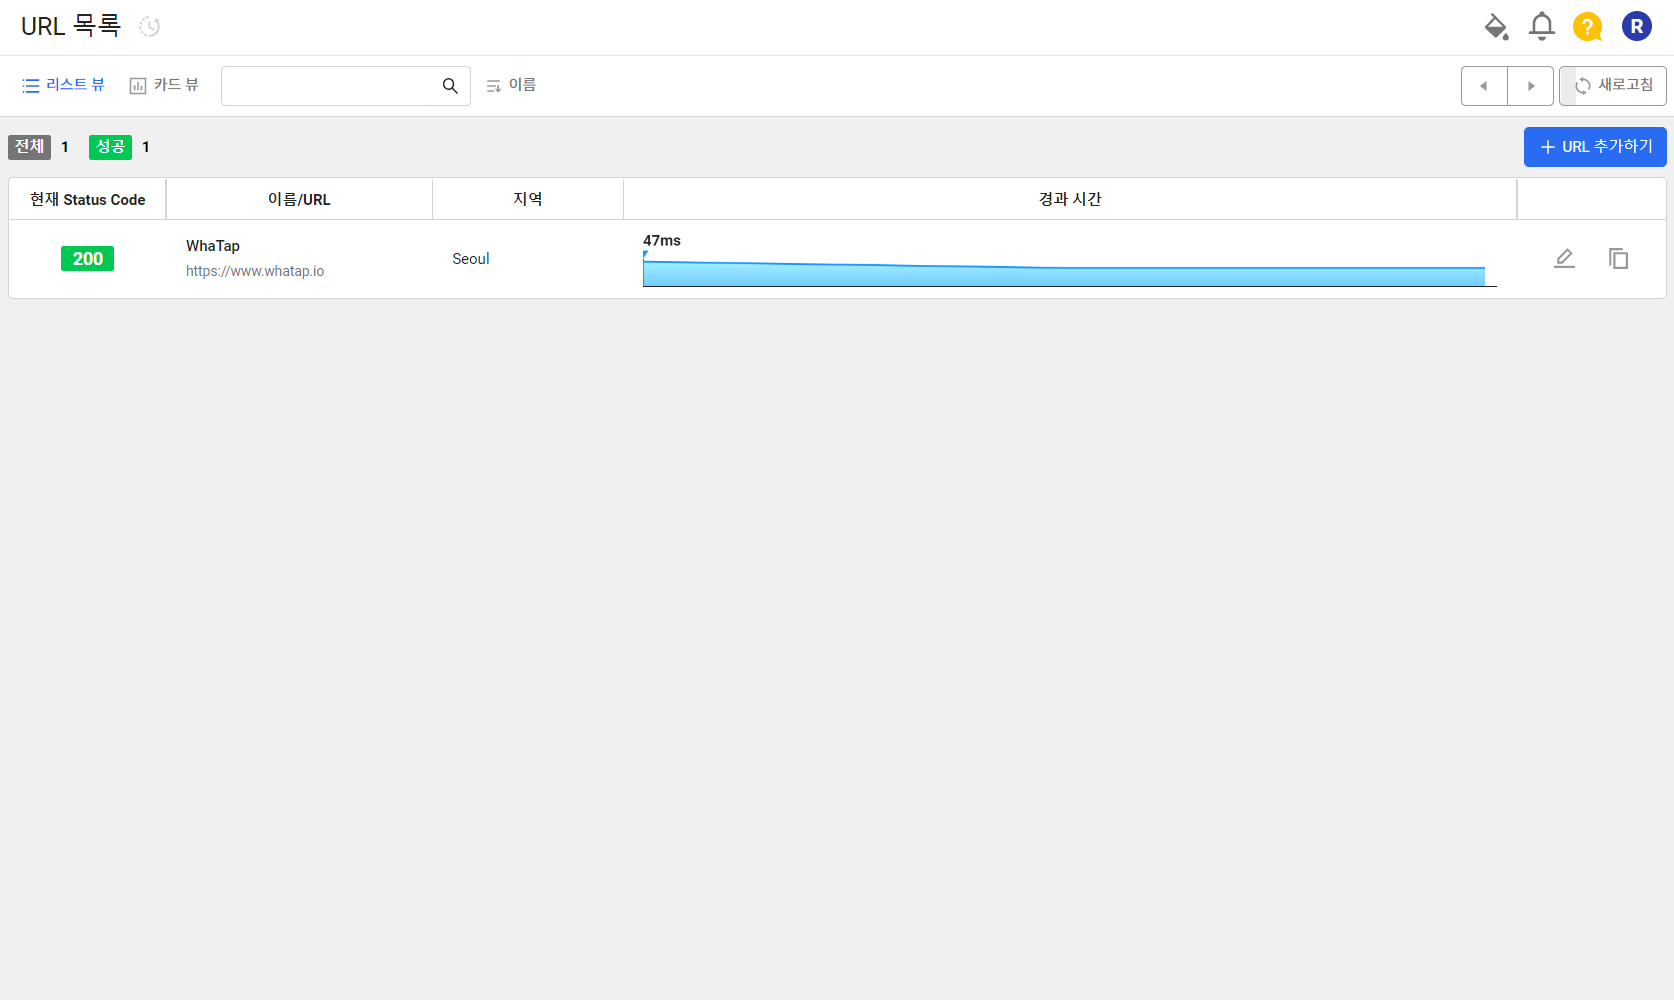 URL 목록
?
R
리스트 뷰
카드 뷰
이름
새로고침
전체 1 성공 1
+ URL 추가하기
현재 Status Code 이름/URL 지역 경과 시간
200
WhaTap
https://www.whatap.io
Seoul
47ms